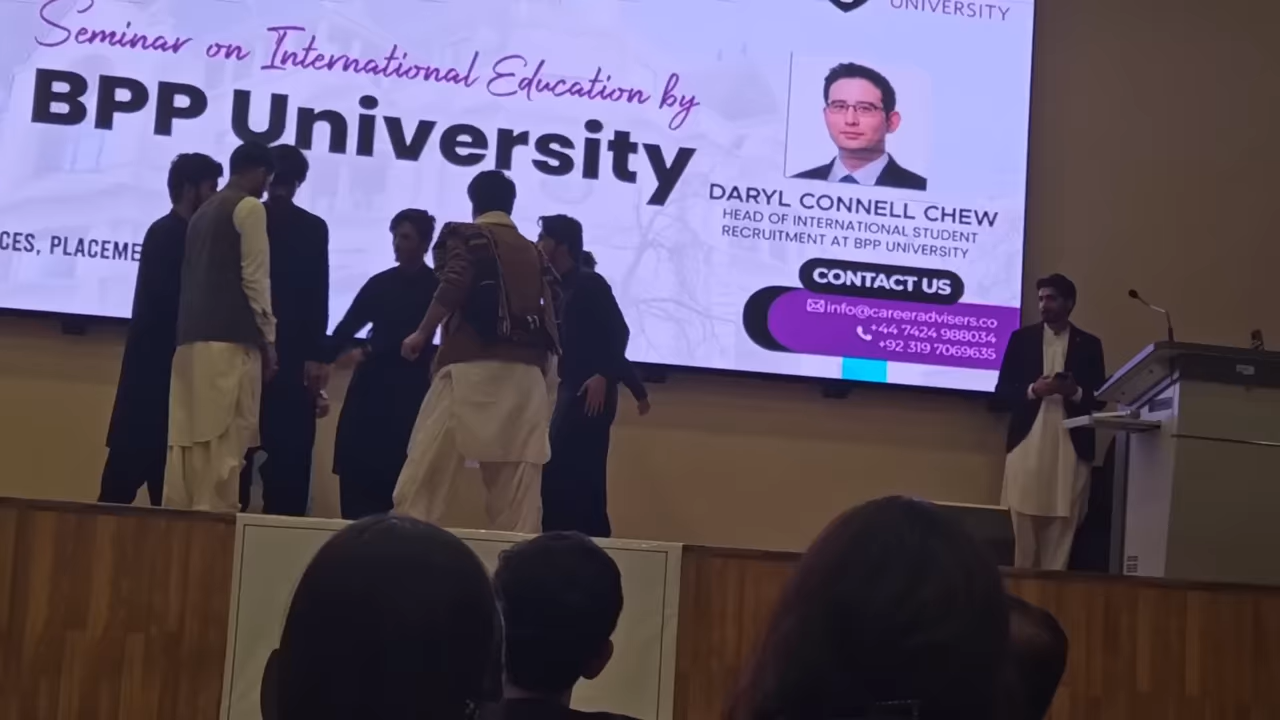 UNIVERSITY
Seminar on International Education by
BPP University
CES, PLACEME
DARYL CONNELL CHEW
HEAD OF INTERNATIONAL STUDENT
RECRUITMENT AT BPP UNIVERSITY
CONTACT US
info@careeradvisers.co
+44 7424 988034
+92 319 7069635